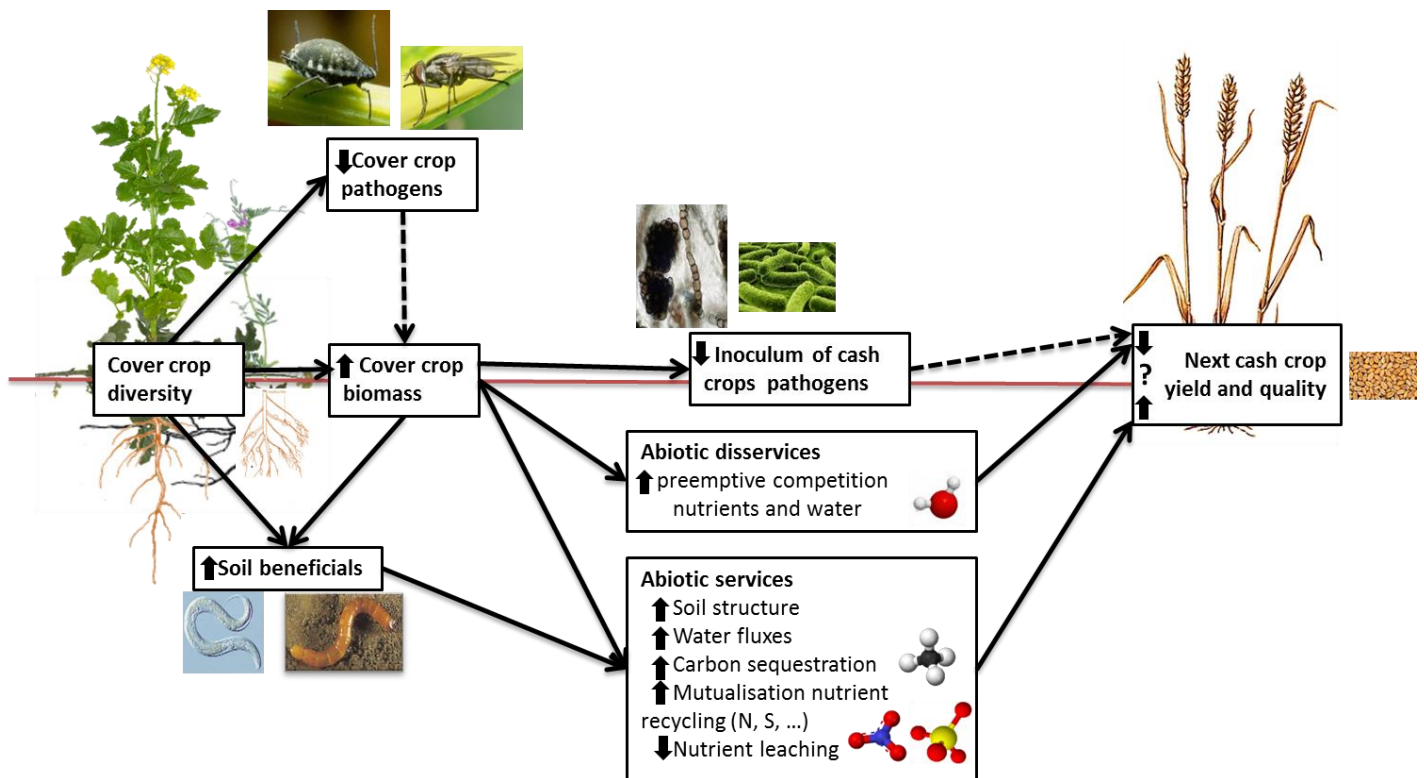 Cover crop
pathogens
Cover crop
diversity
Cover crop
biomass
Soil beneficials
Inoculum of cash
crops pathogens
Abiotic disservices
preemptive competition
nutrients and water
Abiotic services
Soil structure
Water fluxes
Carbon sequestration
Mutualisation nutrient
recycling (N, S, ...)
Nutrient leaching
?
Next cash crop
yield and quality